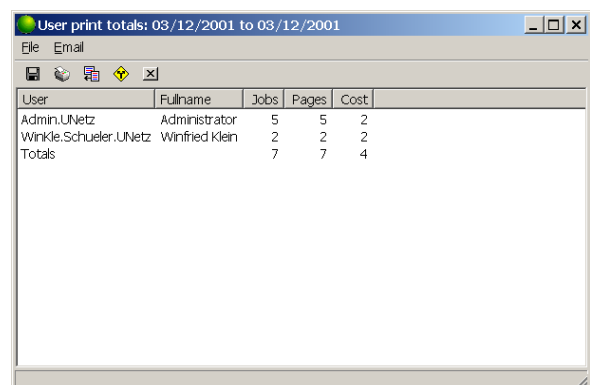 User print totals: 03/12/2001 to 03/12/2001
File Email
User Fullname Jobs Pages Cost
Admin.UNetz Administrator 5 5 2
WinKle.Schueler.UNetz Winfried Klein 2 2 2
Totals 7 7 4